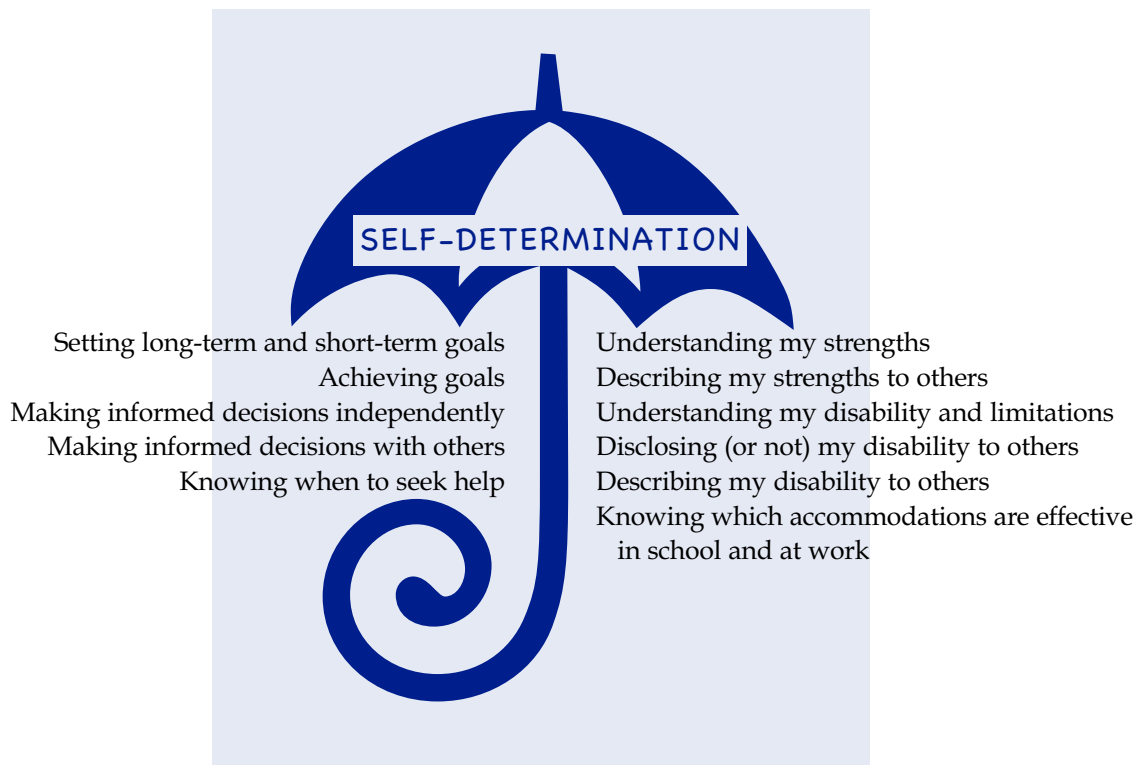 SELF-DETERMINATION
Setting long-term and short-term goals
Achieving goals
Making informed decisions independently
Making informed decisions with others
Knowing when to seek help
Understanding my strengths
Describing my strengths to others
Understanding my disability and limitations
Disclosing (or not) my disability to others
Describing my disability to others
Knowing which accommodations are effective
in school and at work